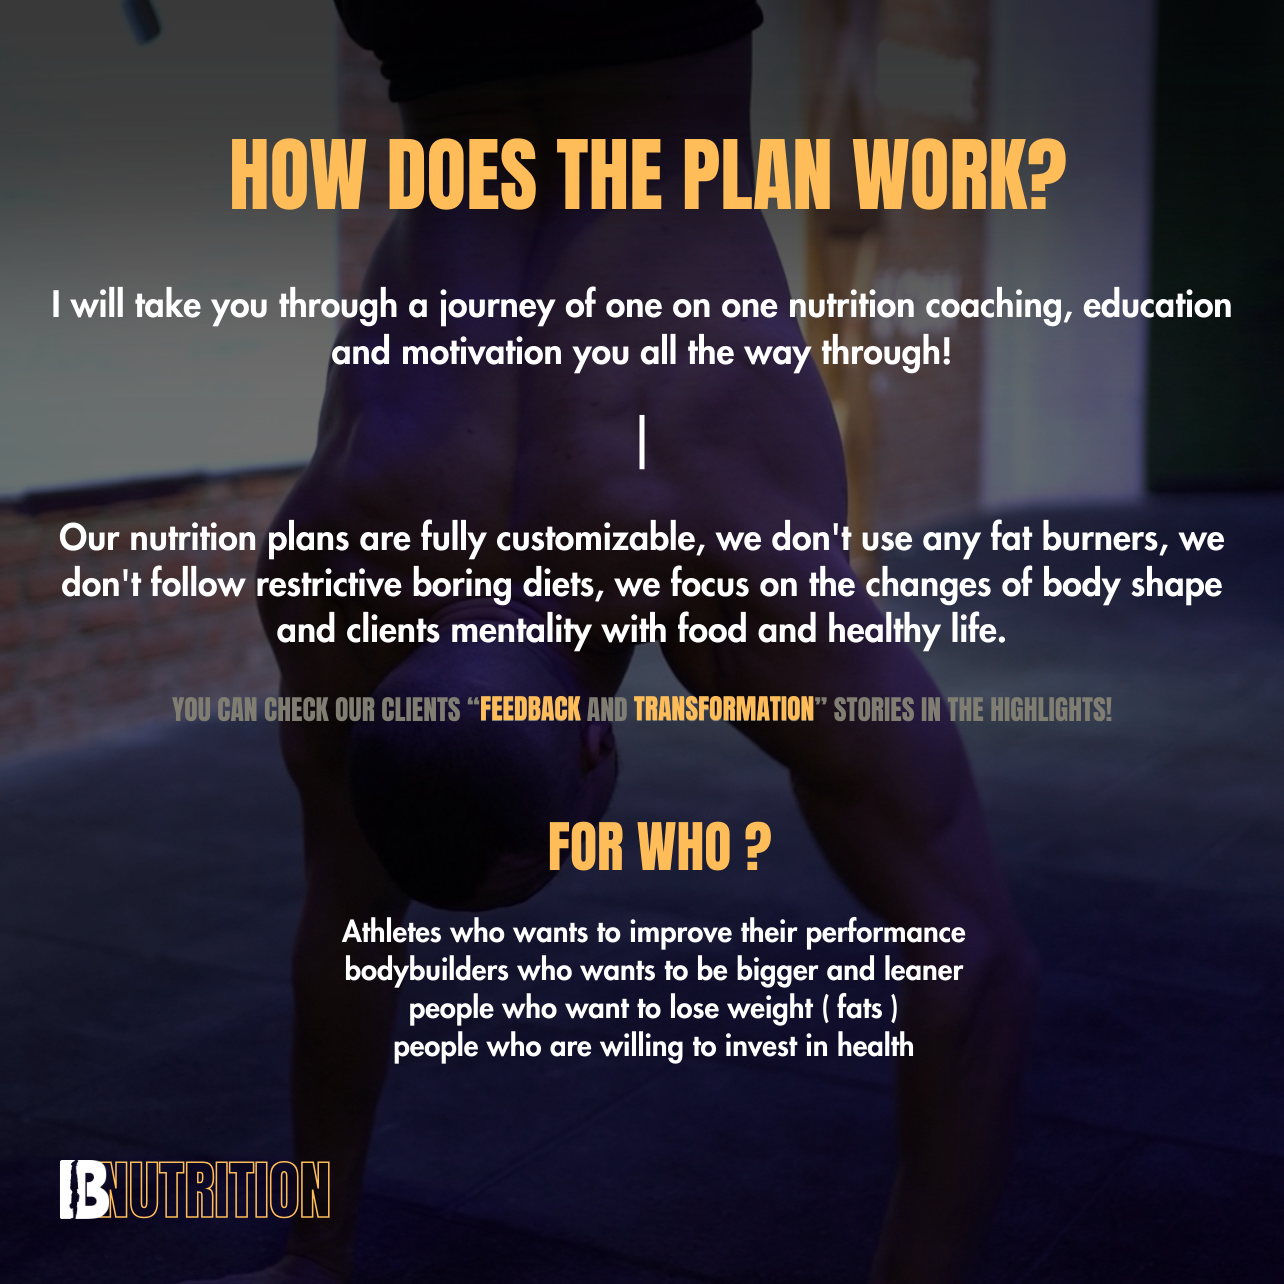 HOW DOES THE PLAN WORK?
I will take you through a journey of one on one nutrition coaching, education
and motivation you all the way through!
|
Our nutrition plans are fully customizable, we don't use any fat burners, we
don't follow restrictive boring diets, we focus on the changes of body shape
and clients mentality with food and healthy life.
YOU CAN CHECK OUR CLIENTS “FEEDBACK AND TRANSFORMATION” STORIES IN THE HIGHLIGHTS!
FOR WHO ?
Athletes who wants to improve their performance
bodybuilders who wants to be bigger and leaner
people who want to lose weight ( fats )
people who are willing to invest in health
IBNUTRITION